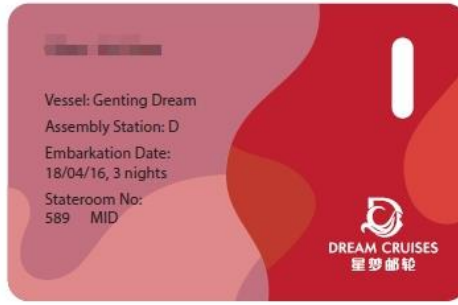 Vessel: Genting Dream
Assembly Station: D
Embarkation Date:
18/04/16, 3 nights
Stateroom No:
589 MID
DREAM CRUISES
星梦邮轮